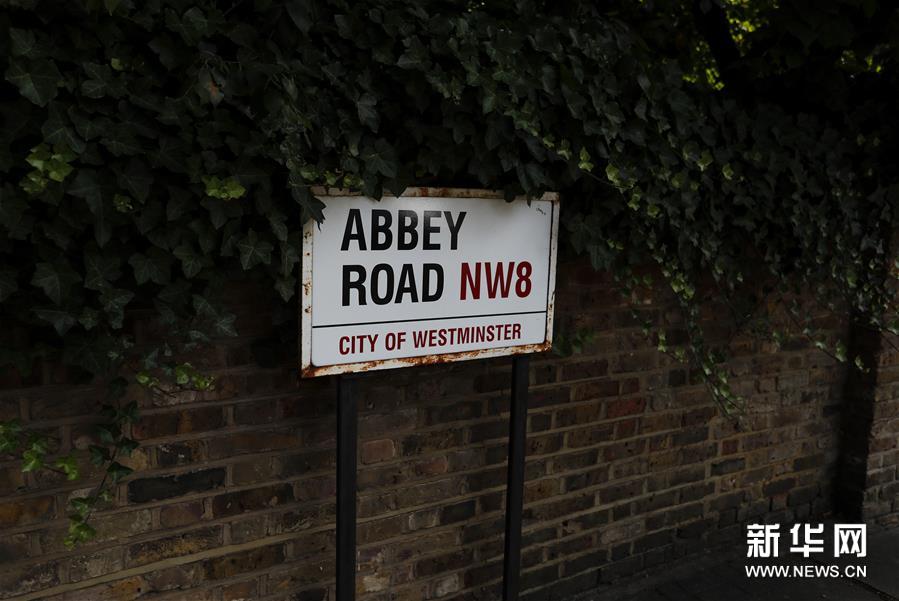 ABBEY
ROAD NW8
CITY OF WESTMINSTER
新华网
WWW.NEWS.CN